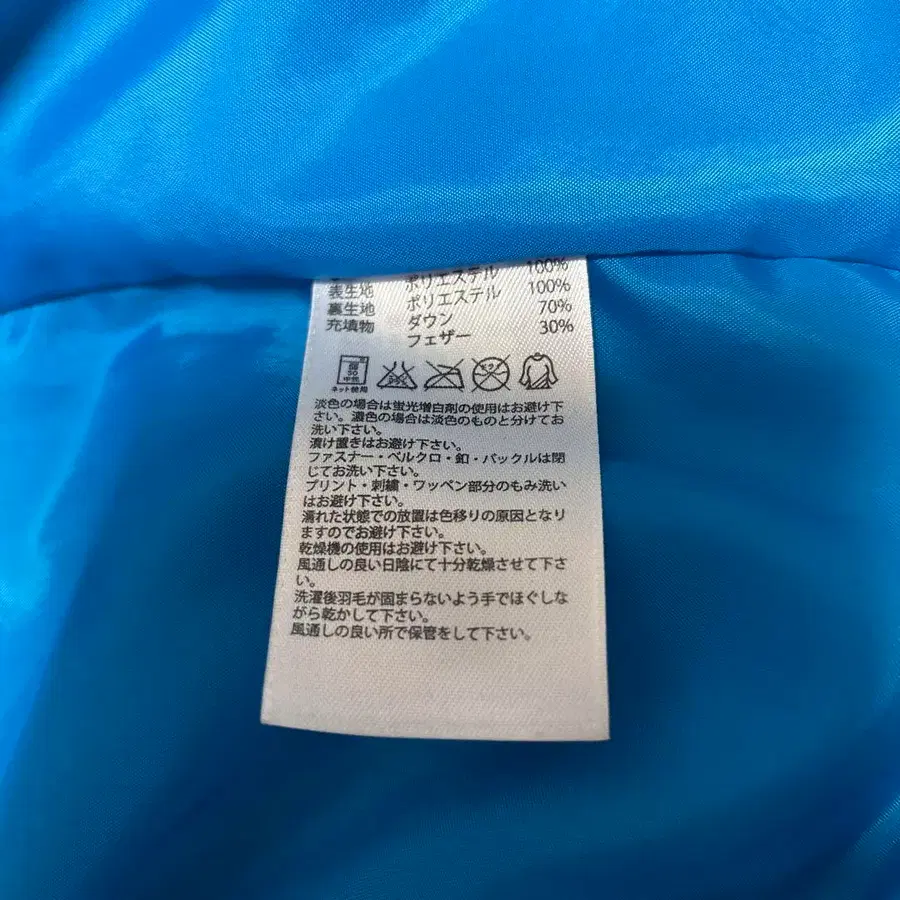 表生地 ポリエステル 100%
裏生地 ポリエステル 100%
充填物 ダウン 70%
フェザー 30%
中性
ネット使用
エンソサラシ
ドライ
淡色の場合は蛍光増白剤の使用はお避け下
さい。濃色の場合は淡色のものと分けてお
洗い下さい。
漬け置きはお避け下さい。
ファスナー・ベルクロ・釦・バックルは閉
じてお洗い下さい。
プリント・刺繍・ワッペン部分のもみ洗い
はお避け下さい。
濡れた状態での放置は色移りの原因となり
ますのでお避け下さい。
乾燥機の使用はお避け下さい。
風通しの良い日陰にて十分乾燥させて下さ
い。
洗濯後羽毛が固まらないよう手でほぐしな
がら乾かして下さい。
風通しの良い所で保管をして下さい。